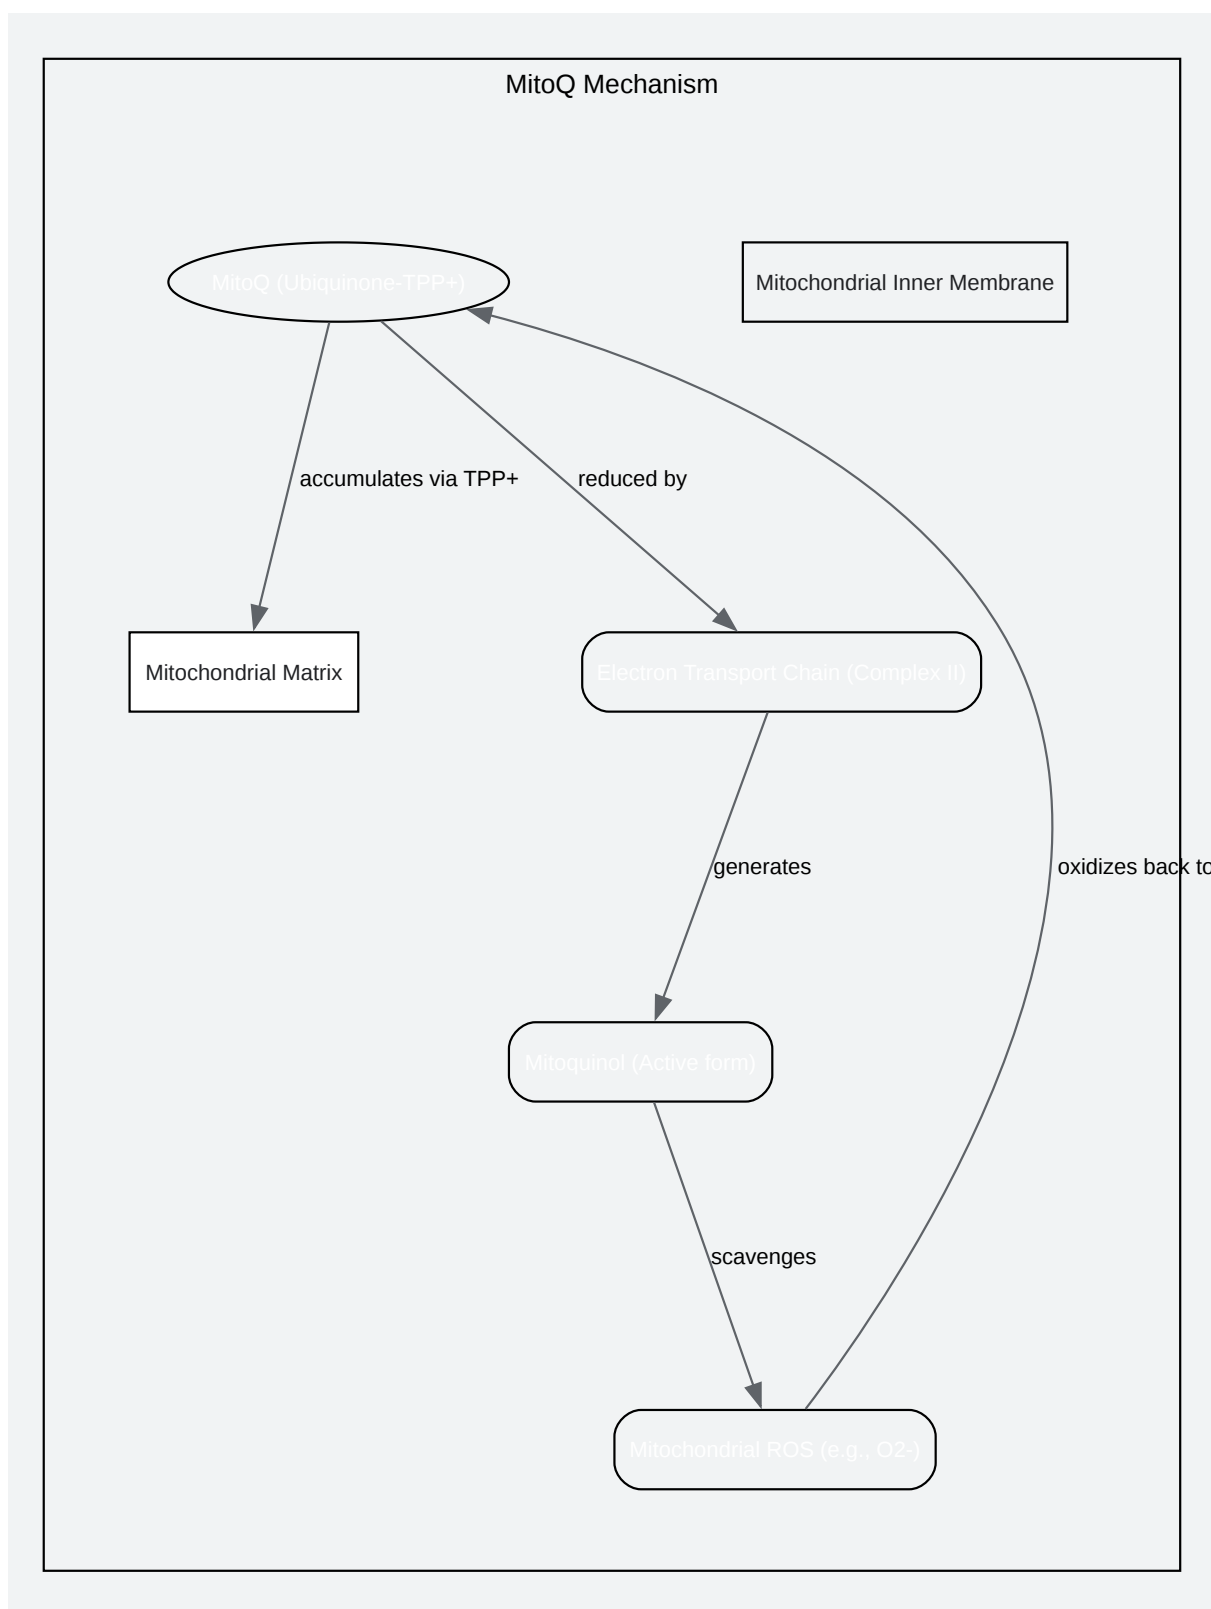 MitoQ Mechanism
MitoQ (Ubiquinone-TPP+)
Mitochondrial Inner Membrane
accumulates via TPP+
reduced by
Mitochondrial Matrix
Electron Transport Chain (Complex II)
generates
oxidizes back to
Mitoquinol (Active form)
scavenges
Mitochondrial ROS (e.g., O2-)